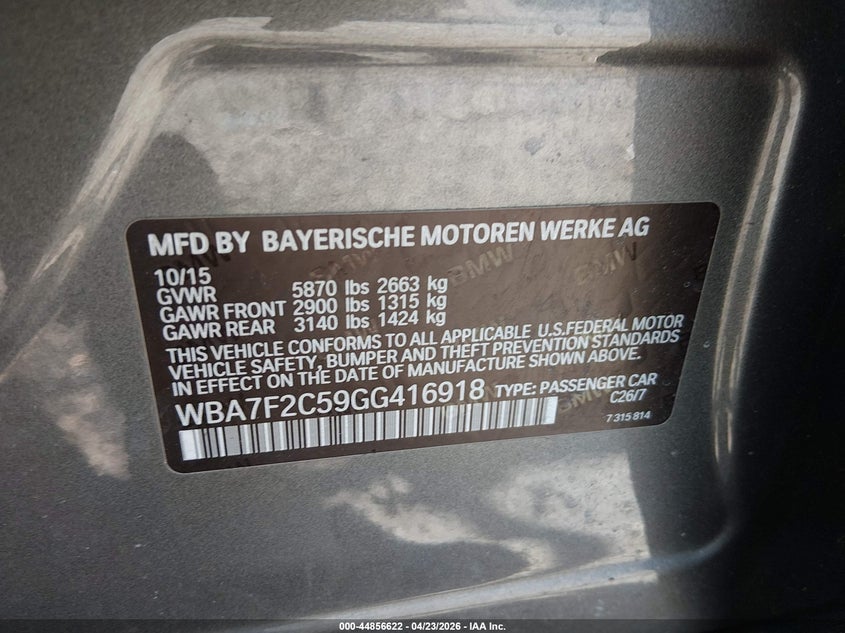 MFD BY BAYERISCHE MOTOREN WERKE AG
10/15
GVWR 5870 lbs 2663 kg
GAWR FRONT 2900 lbs 1315 kg
GAWR REAR 3140 lbs 1424 kg
THIS VEHICLE CONFORMS TO ALL APPLICABLE U.S.FEDERAL MOTOR
VEHICLE SAFETY, BUMPER AND THEFT PREVENTION STANDARDS
IN EFFECT ON THE DATE OF MANUFACTURE SHOWN ABOVE.
WBA7F2C59GG416918 TYPE: PASSENGER CAR
C26/7
7 315 814
000-44856622 - 04/23/2026 - IAA Inc.